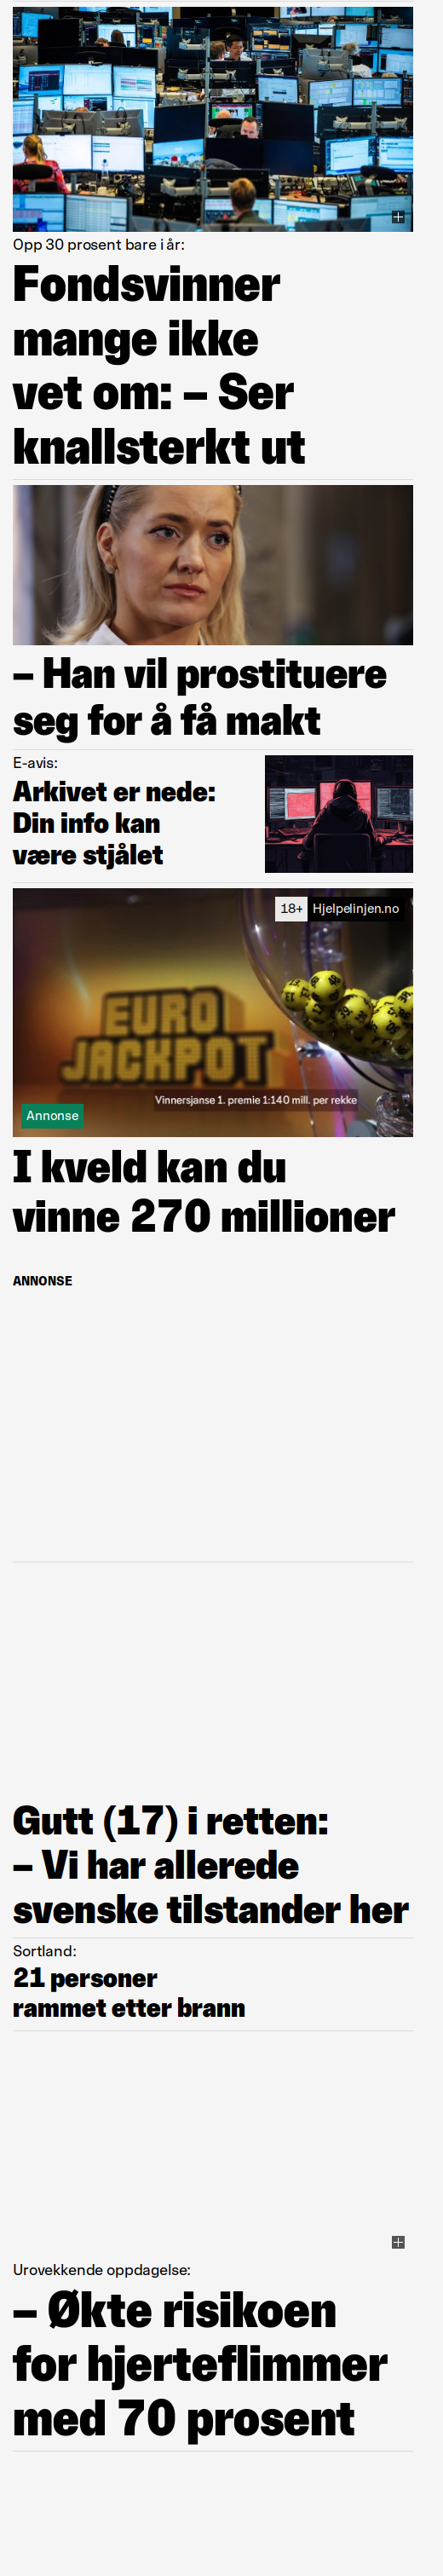 Opp 30 prosent bare i år:
Fondsvinner
mange ikke
vet om: – Ser
knallsterkt ut
– Han vil prostituere
seg for å få makt
E-avis:
Arkivet er nede:
Din info kan
være stjålet
18+ Hjelpelinjen.no
EURO
JACKPOT
Vinnersjanse 1. premie 1:140 mill. per rekke
Annonse
I kveld kan du
vinne 270 millioner
ANNONSE
Gutt (17) i retten:
– Vi har allerede
svenske tilstander her
Sortland:
21 personer
rammet etter brann
Urovekkende oppdagelse:
– Økte risikoen
for hjerteflimmer
med 70 prosent